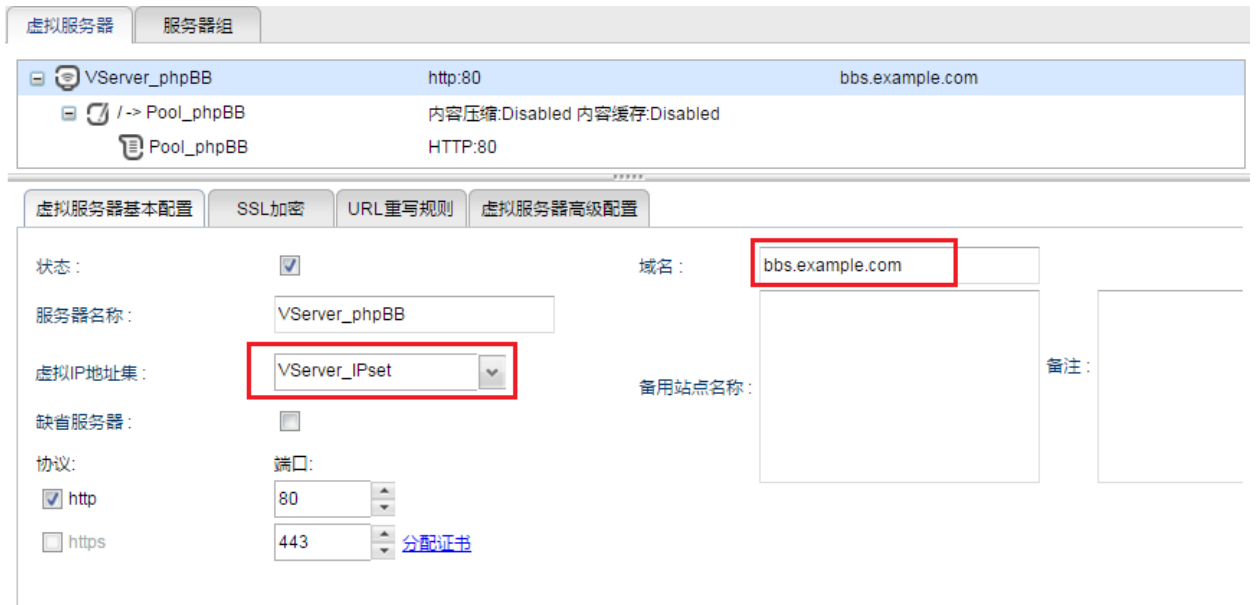 虚拟服务器 服务器组
VServer_phpBB http:80 bbs.example.com
/ -> Pool_phpBB 内容压缩:Disabled 内容缓存:Disabled
Pool_phpBB HTTP:80
虚拟服务器基本配置 SSL加密 URL重写规则 虚拟服务器高级配置
状态 : 域名 : bbs.example.com
服务器名称 : VServer_phpBB
虚拟IP地址集 : VServer_IPset 备用站点名称 : 备注 :
缺省服务器 :
协议: 端口:
http 80
https 443 分配证书